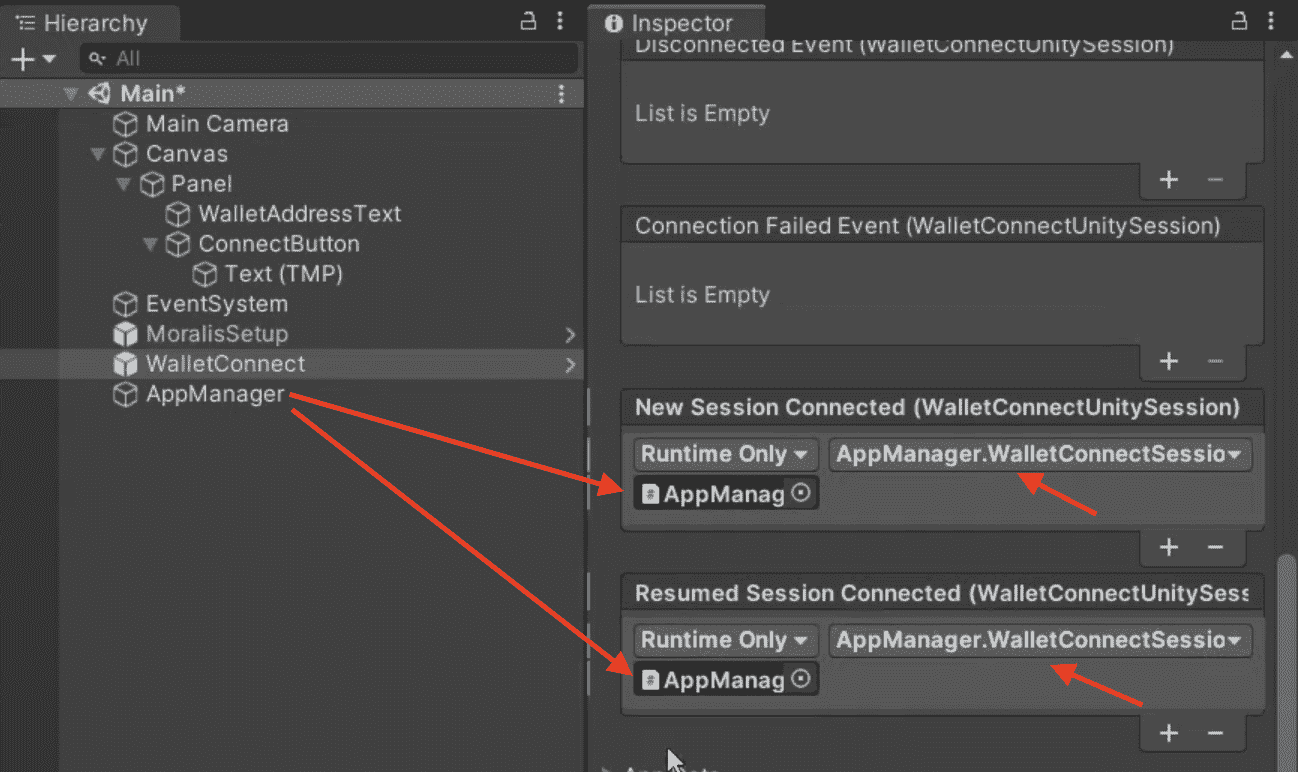 Hierarchy
All
Main*
Main Camera
Canvas
Panel
WalletAddressText
ConnectButton
Text (TMP)
EventSystem
MoralisSetup
WalletConnect
AppManager
Inspector
Disconnected Event (WalletConnectUnitySession)
List is Empty
+ −
Connection Failed Event (WalletConnectUnitySession)
List is Empty
+ −
New Session Connected (WalletConnectUnitySession)
Runtime Only AppManager.WalletConnectSessio
AppManag
+ −
Resumed Session Connected (WalletConnectUnitySess
Runtime Only AppManager.WalletConnectSessio
AppManag
+ −